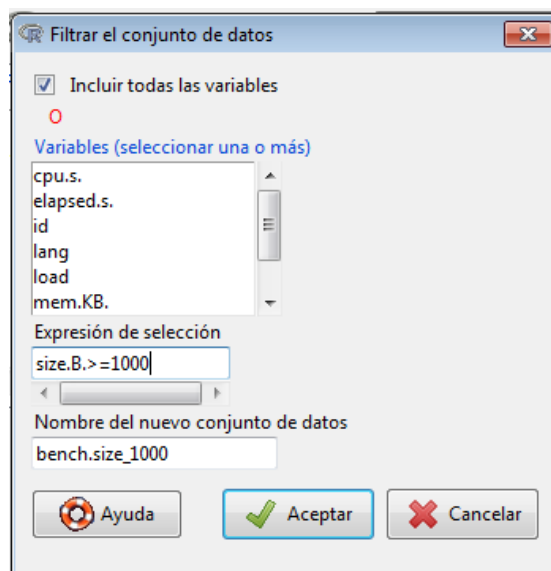 Filtrar el conjunto de datos
Incluir todas las variables
O
Variables (seleccionar una o más)
cpu.s.
elapsed.s.
id
lang
load
mem.KB.
Expresión de selección
size.B.>=1000
Nombre del nuevo conjunto de datos
bench.size_1000
Ayuda Aceptar Cancelar